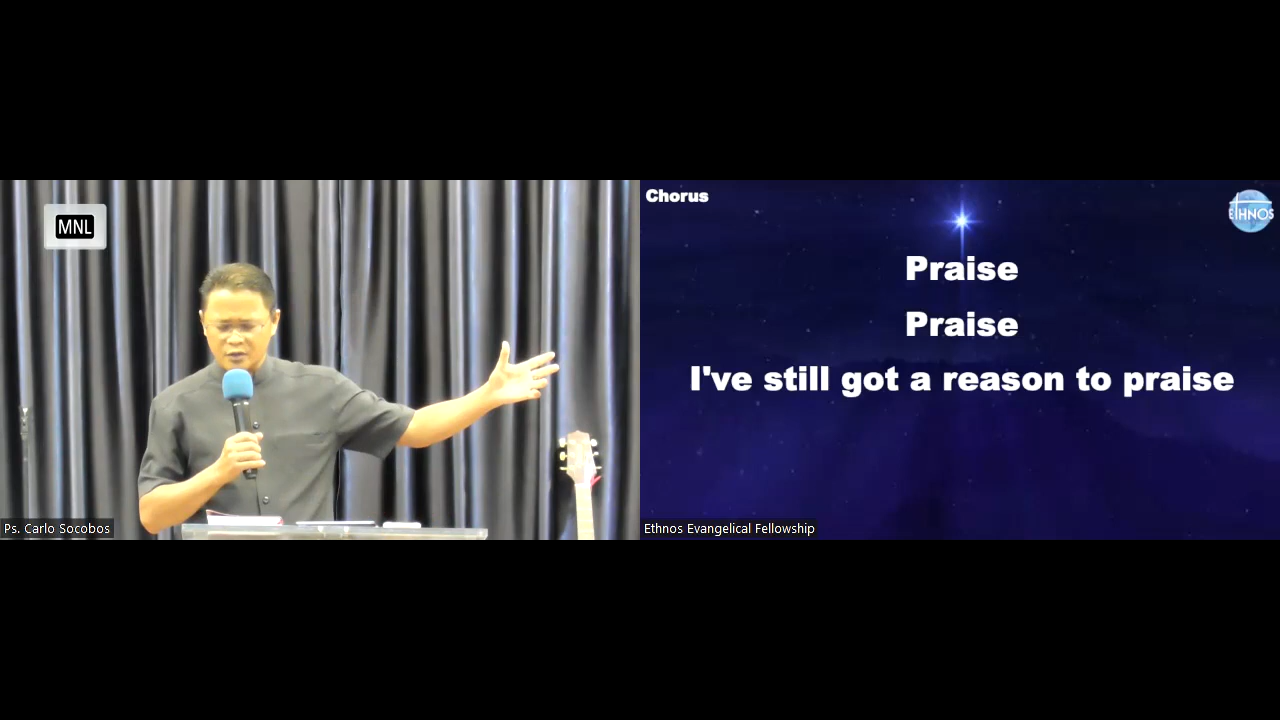 MNL
Ps. Carlo Socobos
Chorus
ETHNOS
Praise
Praise
I've still got a reason to praise
Ethnos Evangelical Fellowship